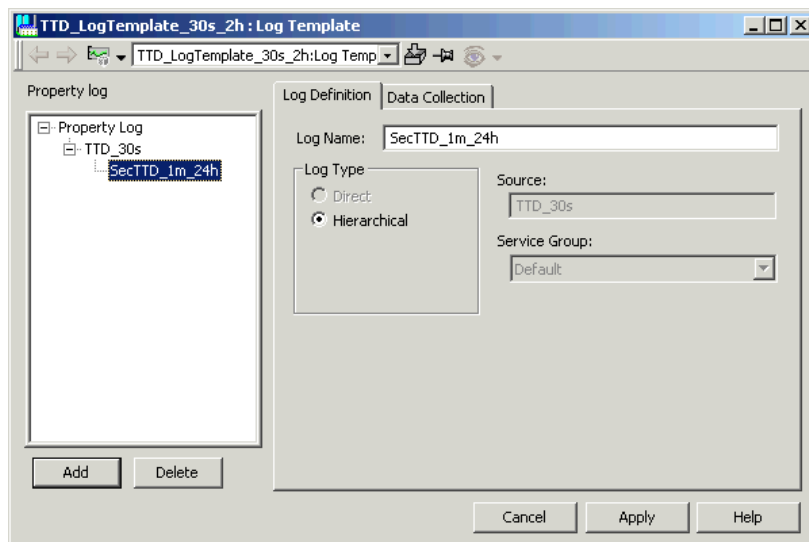 TTD_LogTemplate_30s_2h : Log Template
TTD_LogTemplate_30s_2h:Log Temp
Property log
Property Log
TTD_30s
SecTTD_1m_24h
Add
Delete
Log Definition
Data Collection
Log Name:
SecTTD_1m_24h
Log Type
Direct
Hierarchical
Source:
TTD_30s
Service Group:
Default
Cancel
Apply
Help